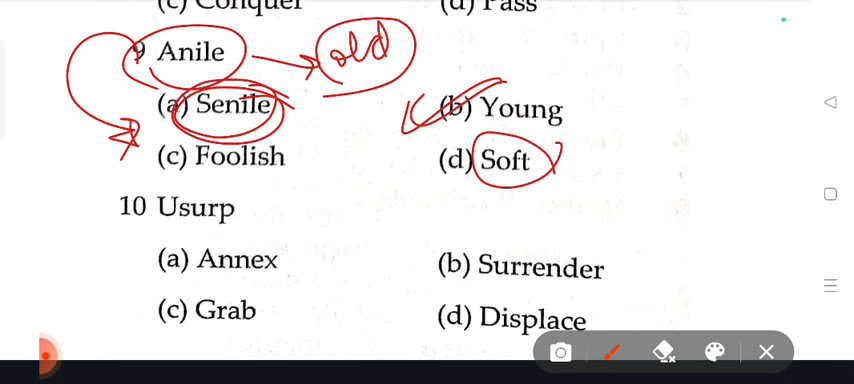 (c) Conquer (d) Pass
9 Anile old
(a) Senile (b) Young
(c) Foolish (d) Soft
10 Usurp
(a) Annex (b) Surrender
(c) Grab (d) Displace